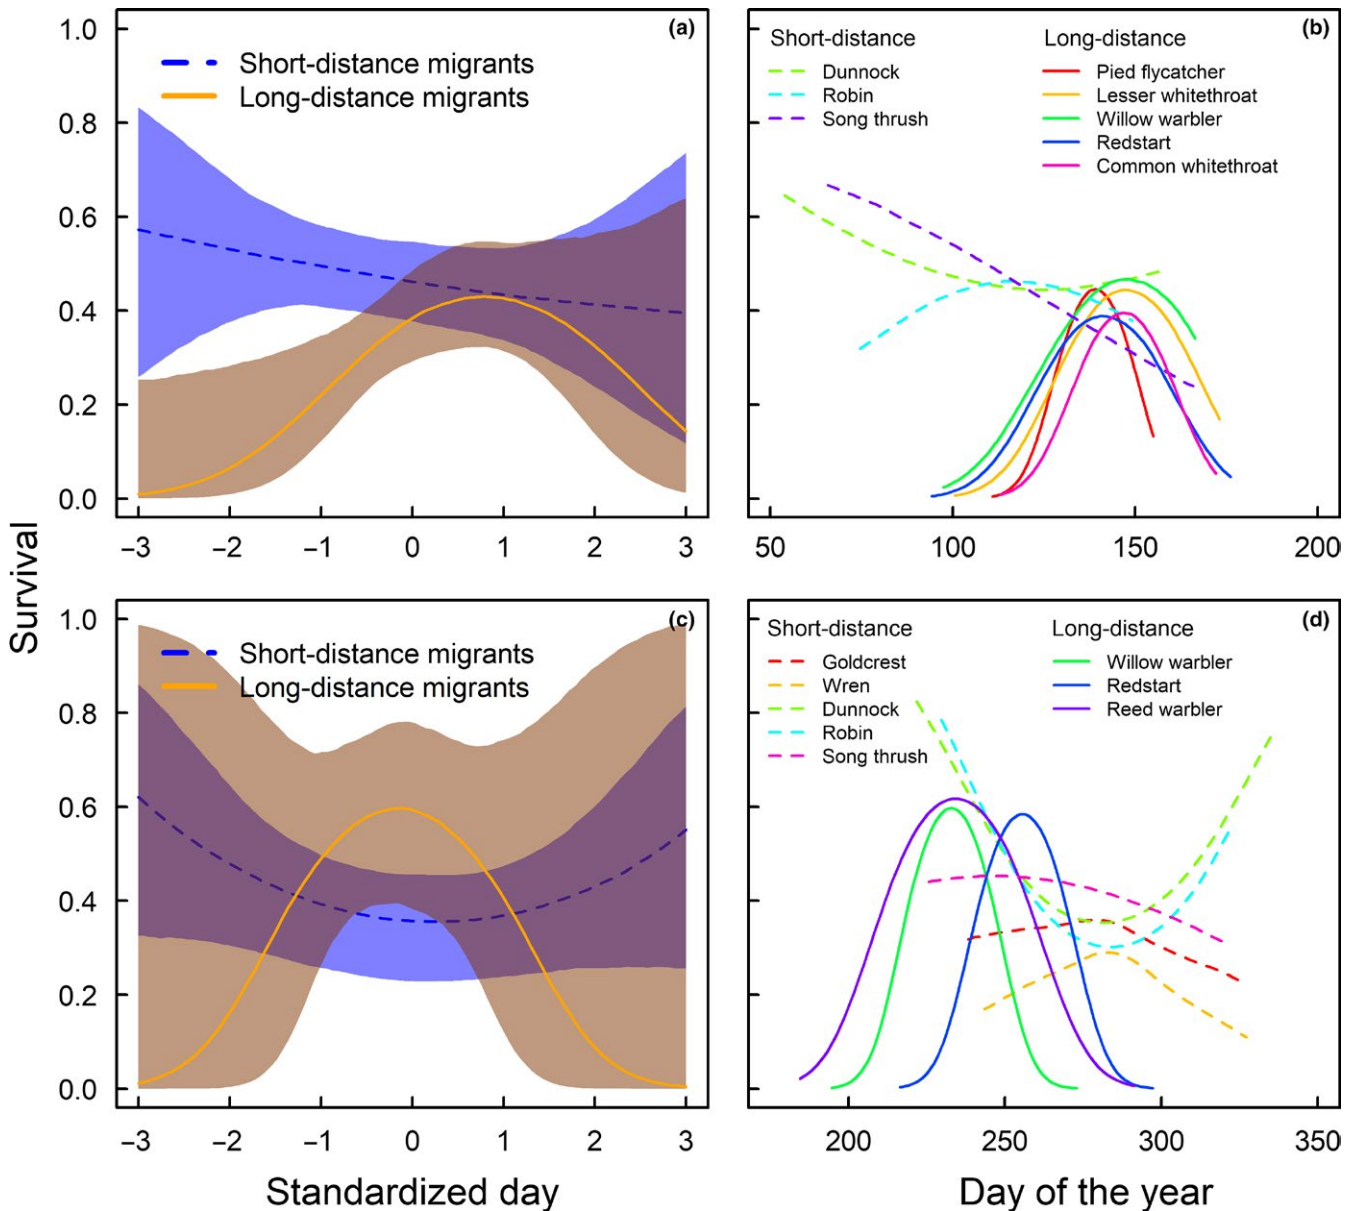 (a)
Short-distance migrants
Long-distance migrants
1.0
0.8
0.6
0.4
0.2
0.0
−3 −2 −1 0 1 2 3
(b)
Short-distance Long-distance
Dunnock Pied flycatcher
Robin Lesser whitethroat
Song thrush Willow warbler
Redstart
Common whitethroat
50 100 150 200
Survival
(c)
Short-distance migrants
Long-distance migrants
1.0
0.8
0.6
0.4
0.2
0.0
−3 −2 −1 0 1 2 3
Standardized day
(d)
Short-distance Long-distance
Goldcrest Willow warbler
Wren Redstart
Dunnock Reed warbler
Robin
Song thrush
200 250 300 350
Day of the year